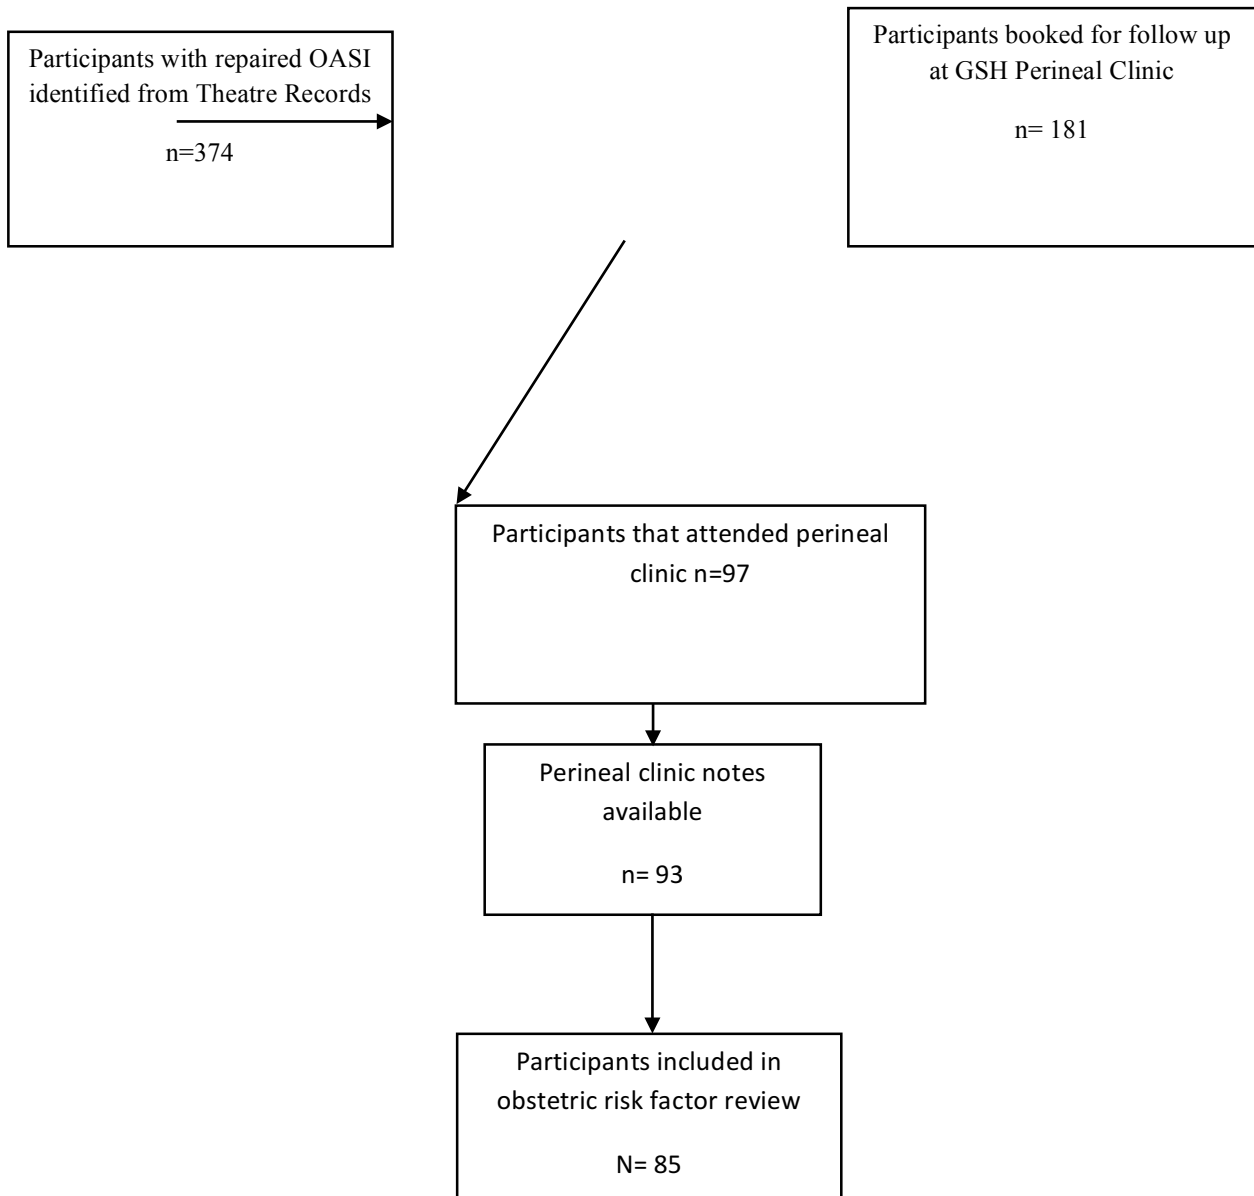 Participants with repaired OASI
identified from Theatre Records
n=374
Participants booked for follow up
at GSH Perineal Clinic
n= 181
Participants that attended perineal
clinic n=97
Perineal clinic notes
available
n= 93
Participants included in
obstetric risk factor review
N= 85